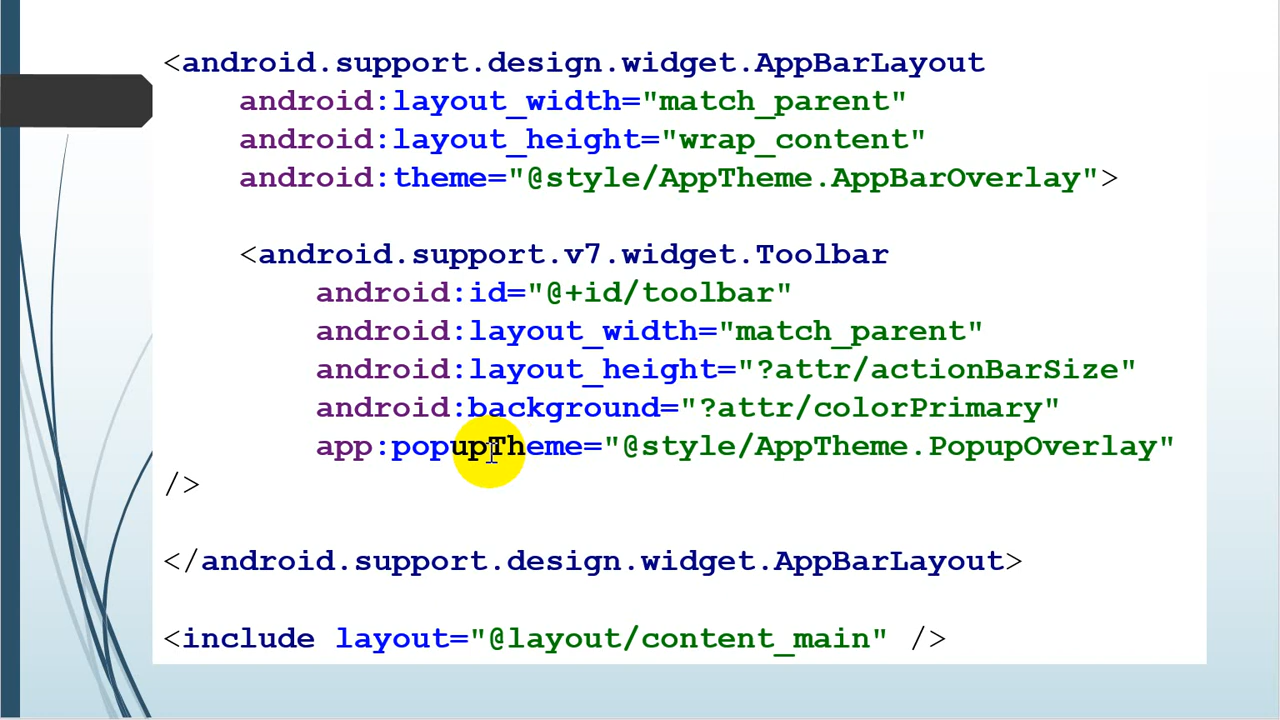 <android.support.design.widget.AppBarLayout
    android:layout_width="match_parent"
    android:layout_height="wrap_content"
    android:theme="@style/AppTheme.AppBarOverlay">
    <android.support.v7.widget.Toolbar
        android:id="@+id/toolbar"
        android:layout_width="match_parent"
        android:layout_height="?attr/actionBarSize"
        android:background="?attr/colorPrimary"
        app:popupTheme="@style/AppTheme.PopupOverlay"
/>
</android.support.design.widget.AppBarLayout>
<include layout="@layout/content_main" />